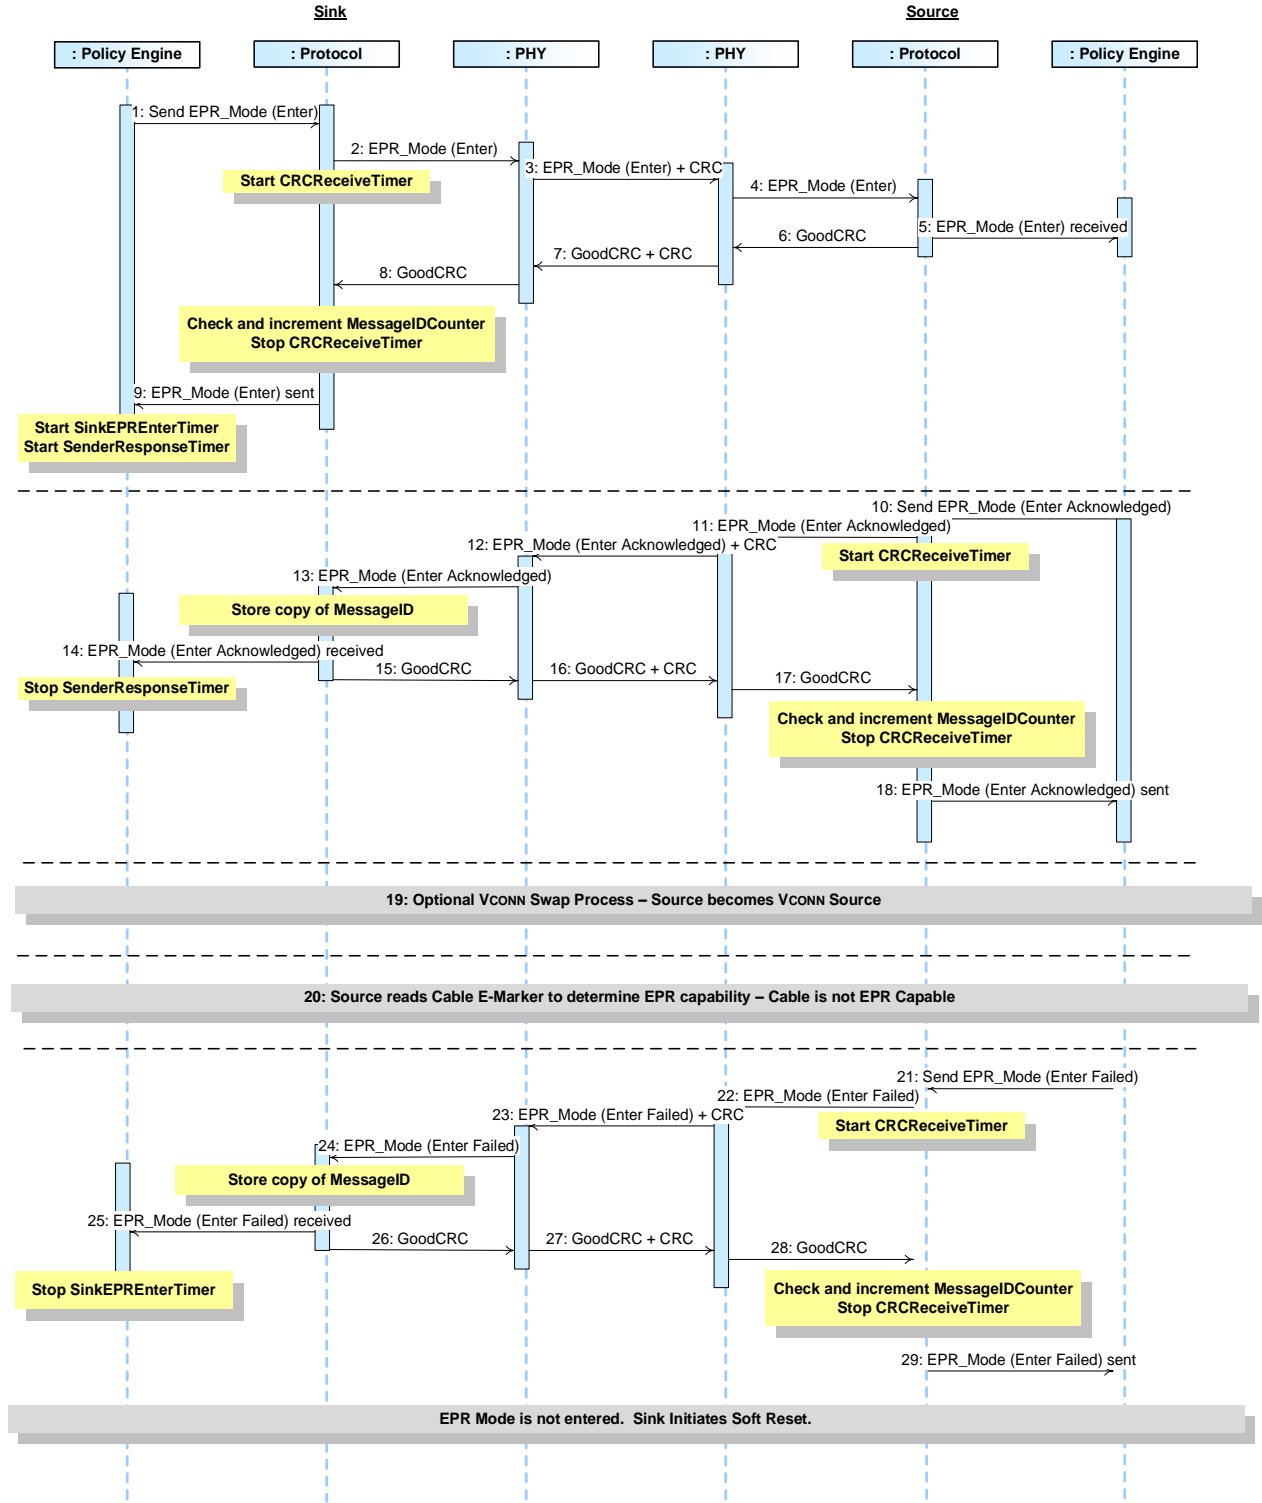 Sink
Source
: Policy Engine
: Protocol
: PHY
: PHY
: Protocol
: Policy Engine
1: Send EPR_Mode (Enter)
2: EPR_Mode (Enter)
Start CRCReceiveTimer
3: EPR_Mode (Enter) + CRC
4: EPR_Mode (Enter)
5: EPR_Mode (Enter) received
6: GoodCRC
7: GoodCRC + CRC
8: GoodCRC
Check and increment MessageIDCounter
Stop CRCReceiveTimer
9: EPR_Mode (Enter) sent
Start SinkEPREnterTimer
Start SenderResponseTimer
10: Send EPR_Mode (Enter Acknowledged)
11: EPR_Mode (Enter Acknowledged)
Start CRCReceiveTimer
12: EPR_Mode (Enter Acknowledged) + CRC
13: EPR_Mode (Enter Acknowledged)
Store copy of MessageID
14: EPR_Mode (Enter Acknowledged) received
15: GoodCRC
16: GoodCRC + CRC
17: GoodCRC
Stop SenderResponseTimer
Check and increment MessageIDCounter
Stop CRCReceiveTimer
18: EPR_Mode (Enter Acknowledged) sent
19: Optional VCONN Swap Process – Source becomes VCONN Source
20: Source reads Cable E-Marker to determine EPR capability – Cable is not EPR Capable
21: Send EPR_Mode (Enter Failed)
22: EPR_Mode (Enter Failed)
Start CRCReceiveTimer
23: EPR_Mode (Enter Failed) + CRC
24: EPR_Mode (Enter Failed)
Store copy of MessageID
25: EPR_Mode (Enter Failed) received
26: GoodCRC
27: GoodCRC + CRC
28: GoodCRC
Stop SinkEPREnterTimer
Check and increment MessageIDCounter
Stop CRCReceiveTimer
29: EPR_Mode (Enter Failed) sent
EPR Mode is not entered.  Sink Initiates Soft Reset.